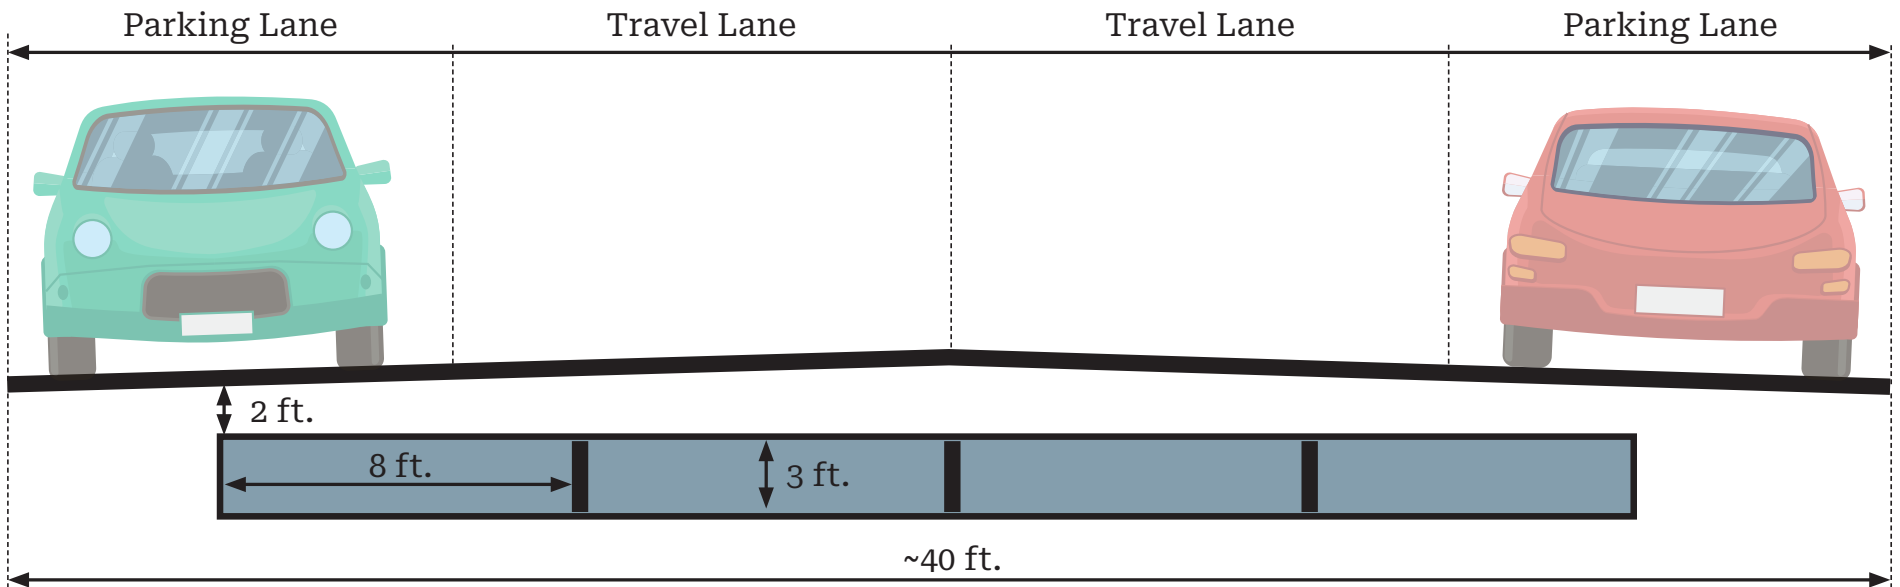 Parking Lane
Travel Lane
Travel Lane
Parking Lane
2 ft.
8 ft.
3 ft.
~40 ft.